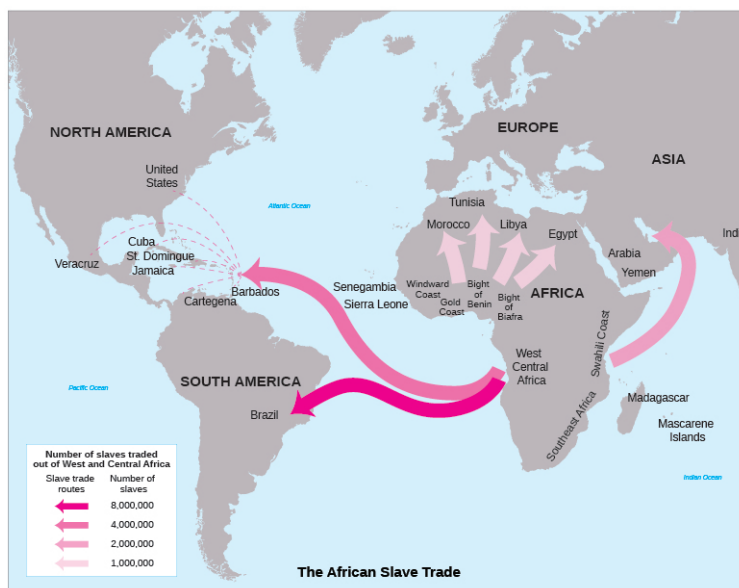 NORTH AMERICA
EUROPE
ASIA
United
States
Tunisia
Atlantic Ocean
Morocco
Libya
Egypt
Indi
Cuba
St. Domingue
Jamaica
Veracruz
Arabia
Yemen
Barbados
Cartegena
Senegambia
Sierra Leone
Windward
Coast
Gold
Coast
Bight
of
Benin
Bight
of
Biafra
AFRICA
Swahili Coast
West
Central
Africa
SOUTH AMERICA
Pacific Ocean
Brazil
Southeast Africa
Madagascar
Mascarene
Islands
Indian Ocean
Number of slaves traded
out of West and Central Africa
Slave trade
routes
Number of
slaves
8,000,000
4,000,000
2,000,000
1,000,000
The African Slave Trade